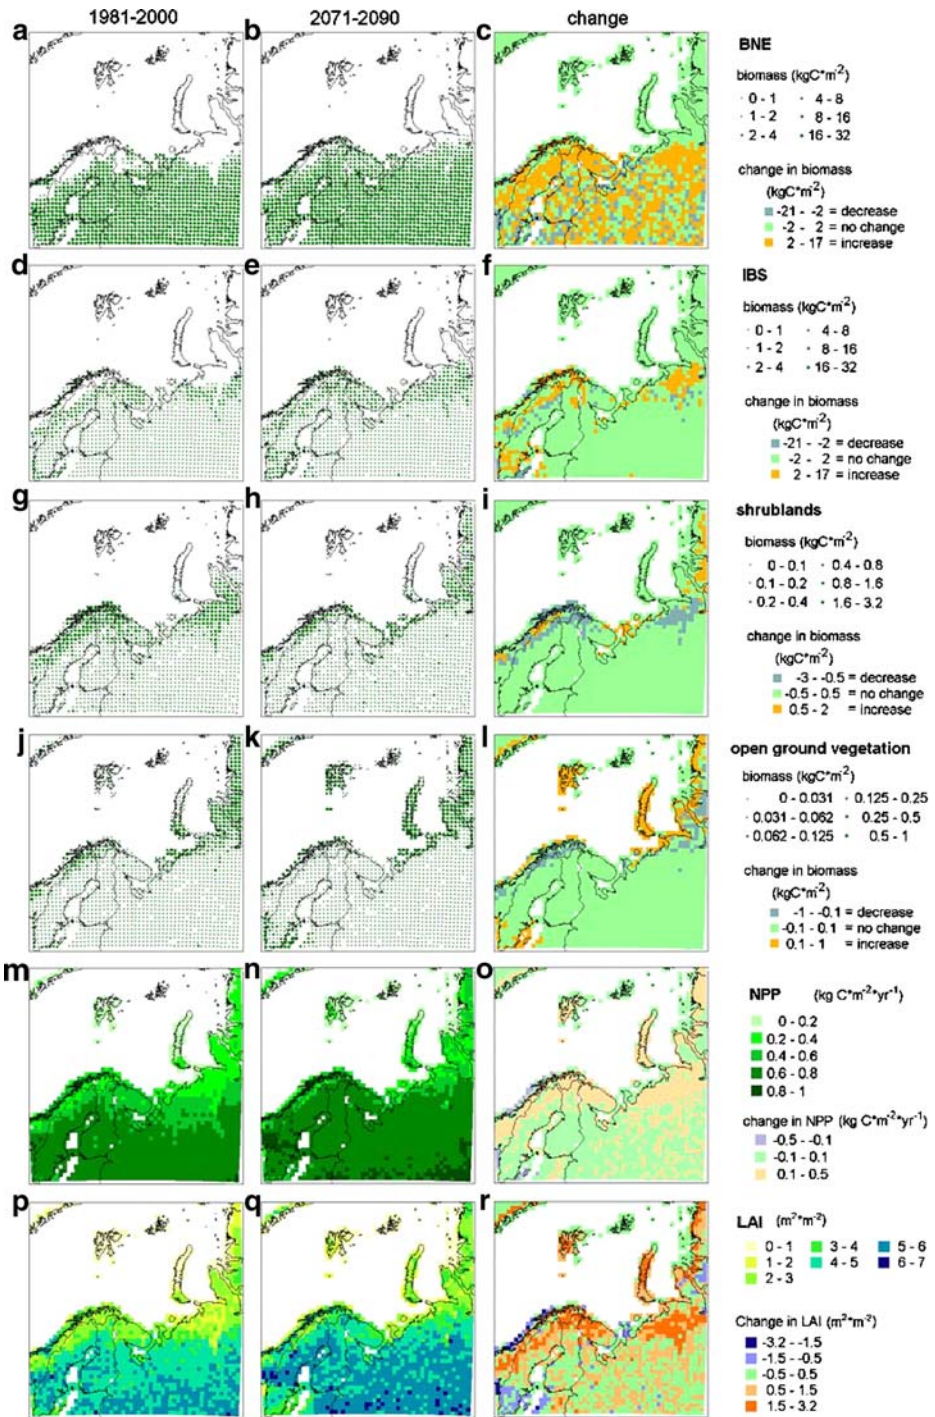 1981-2000 2071-2090 change
a b c
BNE
biomass (kgC*m-2)
0 - 1 4 - 8
1 - 2 8 - 16
2 - 4 16 - 32
change in biomass
(kgC*m-2)
-21 - -2 = decrease
-2 - 2 = no change
2 - 17 = increase
d e f
IBS
biomass (kgC*m-2)
0 - 1 4 - 8
1 - 2 8 - 16
2 - 4 16 - 32
change in biomass
(kgC*m-2)
-21 - -2 = decrease
-2 - 2 = no change
2 - 17 = increase
g h i
shrublands
biomass (kgC*m-2)
0 - 0.1 0.4 - 0.8
0.1 - 0.2 0.8 - 1.6
0.2 - 0.4 1.6 - 3.2
change in biomass
(kgC*m-2)
-3 - -0.5 = decrease
-0.5 - 0.5 = no change
0.5 - 2 = increase
j k l
open ground vegetation
biomass (kgC*m-2)
0 - 0.031 0.125 - 0.25
0.031 - 0.062 0.25 - 0.5
0.062 - 0.125 0.5 - 1
change in biomass
(kgC*m-2)
-1 - -0.1 = decrease
-0.1 - 0.1 = no change
0.1 - 1 = increase
m n o
NPP (kg C*m-2*yr-1)
0 - 0.2
0.2 - 0.4
0.4 - 0.6
0.6 - 0.8
0.8 - 1
change in NPP (kg C*m-2*yr-1)
-0.5 - -0.1
-0.1 - 0.1
0.1 - 0.5
p q r
LAI (m2*m-2)
0 - 1 3 - 4 5 - 6
1 - 2 4 - 5 6 - 7
2 - 3
Change in LAI (m2*m-2)
-3.2 - -1.5
-1.5 - -0.5
-0.5 - 0.5
0.5 - 1.5
1.5 - 3.2